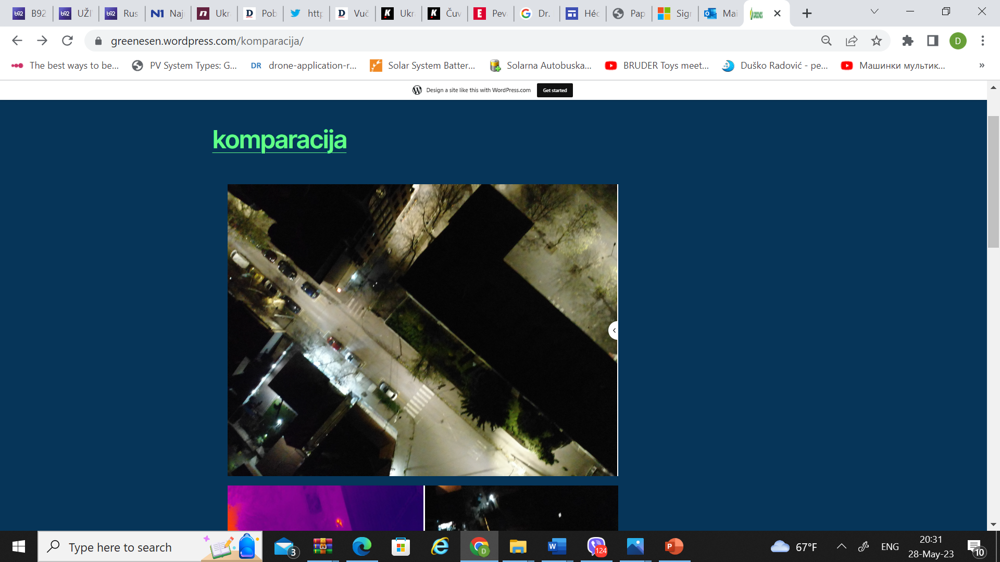 B92
UŽI
Rus
N1 Naj
Ukr
Pob
http
Vuč
Ukr
Čuv
Pev
Dr.
Héc
Pap
Sign
Mai
greenesen.wordpress.com/komparacija/
D
The best ways to be...
PV System Types: G...
DR drone-application-r...
Solar System Batter...
Solarna Autobuska...
BRUDER Toys meet...
Duško Radović - pe...
Машинки мультик...
»
Design a site like this with WordPress.com
Get started
komparacija
Type here to search
3
124
67°F
ENG
20:31
28-May-23
10